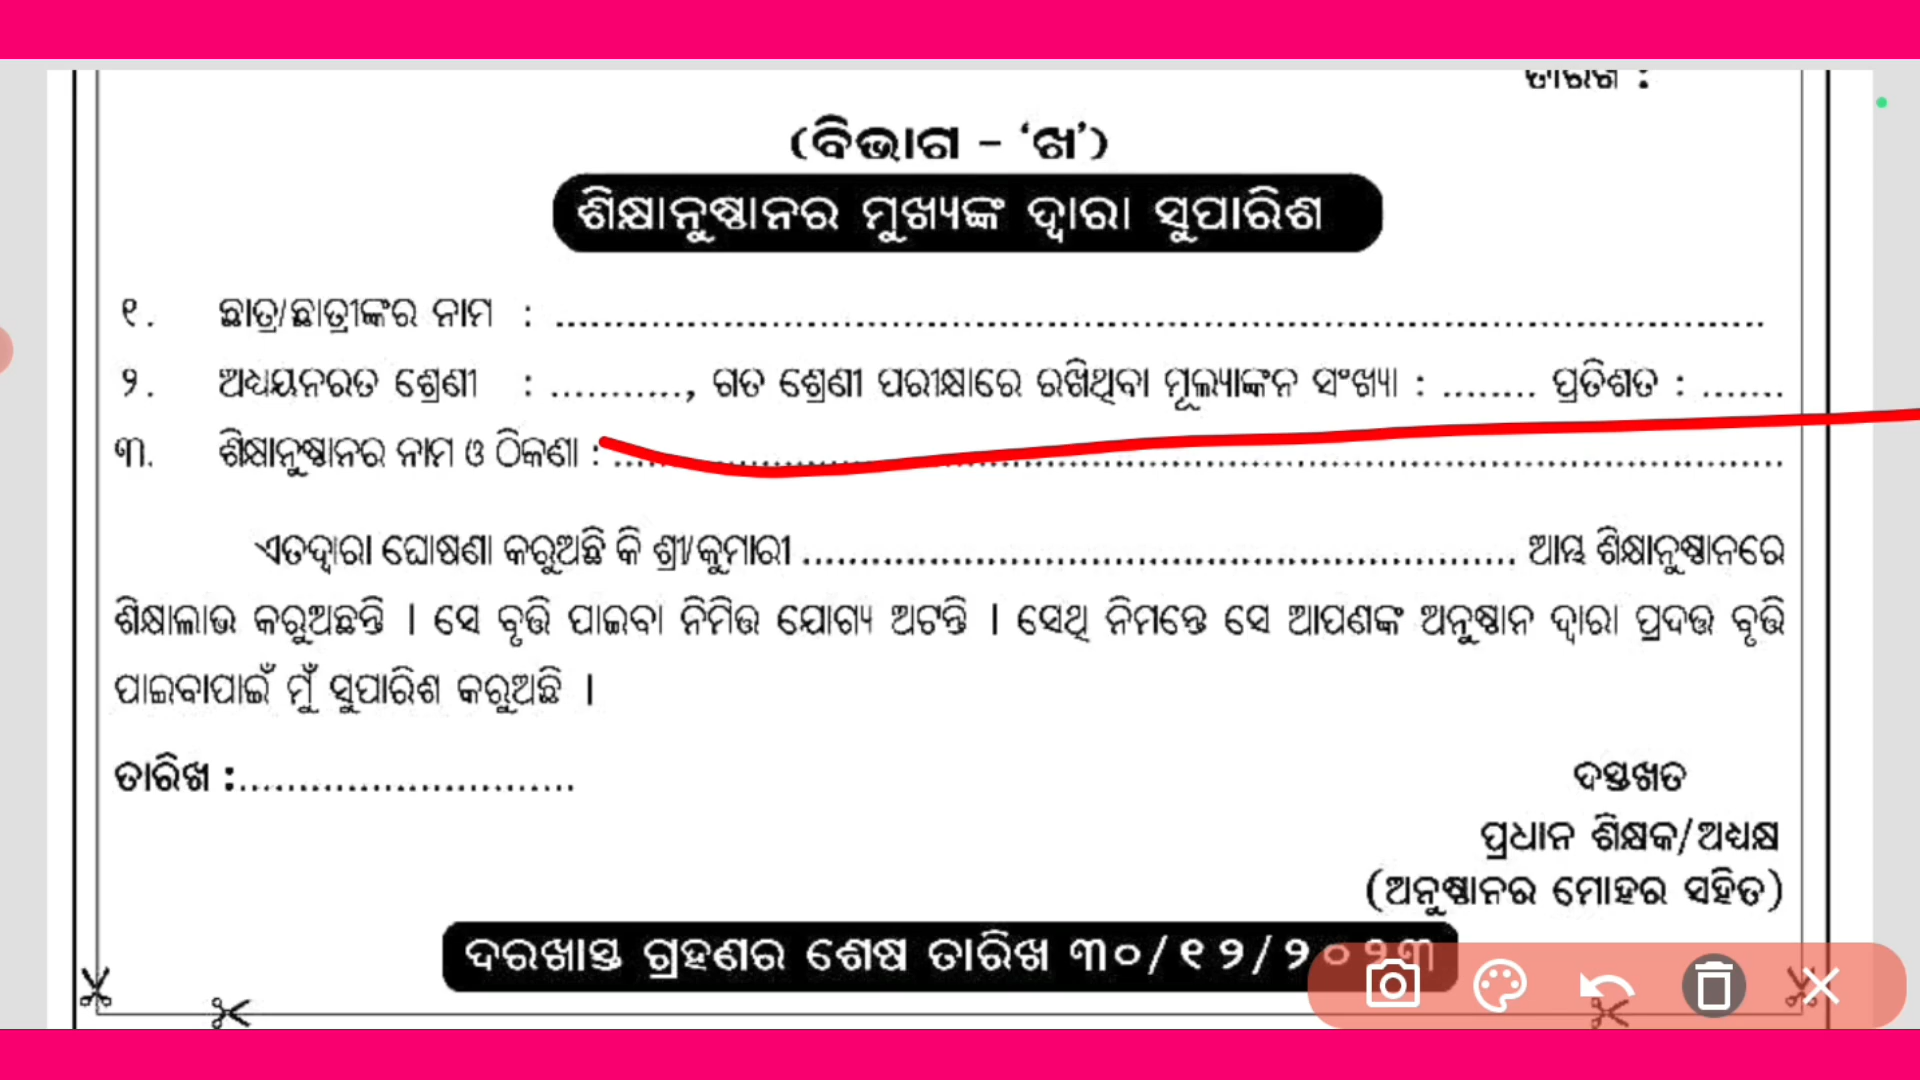 ତାରିଖ :
(ବିଭାଗ – ‘ଖ’)
ଶିକ୍ଷାନୁଷ୍ଠାନର ମୁଖ୍ୟଙ୍କ ଦ୍ୱାରା ସୁପାରିଶ
୧. ଛାତ୍ର/ଛାତ୍ରୀଙ୍କର ନାମ : ..............................
୨. ଅଧ୍ୟୟନରତ ଶ୍ରେଣୀ : ..........., ଗତ ଶ୍ରେଣୀ ପରୀକ୍ଷାରେ ରଖିଥିବା ମୂଲ୍ୟାଙ୍କନ ସଂଖ୍ୟା : ........ ପ୍ରତିଶତ : .......
୩. ଶିକ୍ଷାନୁଷ୍ଠାନର ନାମ ଓ ଠିକଣା : ..............................
ଏତଦ୍ୱାରା ଘୋଷଣା କରୁଅଛି କି ଶ୍ରୀ/କୁମାରୀ .............................. ଆମ୍ଭ ଶିକ୍ଷାନୁଷ୍ଠାନରେ
ଶିକ୍ଷାଲାଭ କରୁଅଛନ୍ତି । ସେ ବୃତ୍ତି ପାଇବା ନିମିତ୍ତ ଯୋଗ୍ୟ ଅଟନ୍ତି । ସେଥି ନିମନ୍ତେ ସେ ଆପଣଙ୍କ ଅନୁଷ୍ଠାନ ଦ୍ୱାରା ପ୍ରଦତ୍ତ ବୃତ୍ତି
ପାଇବାପାଇଁ ମୁଁ ସୁପାରିଶ କରୁଅଛି ।
ତାରିଖ :............................
ଦସ୍ତଖତ
ପ୍ରଧାନ ଶିକ୍ଷକ/ଅଧ୍ୟକ୍ଷ
(ଅନୁଷ୍ଠାନର ମୋହର ସହିତ)
ଦରଖାସ୍ତ ଗ୍ରହଣର ଶେଷ ତାରିଖ ୩୦/୧୨/୨୦୨୩